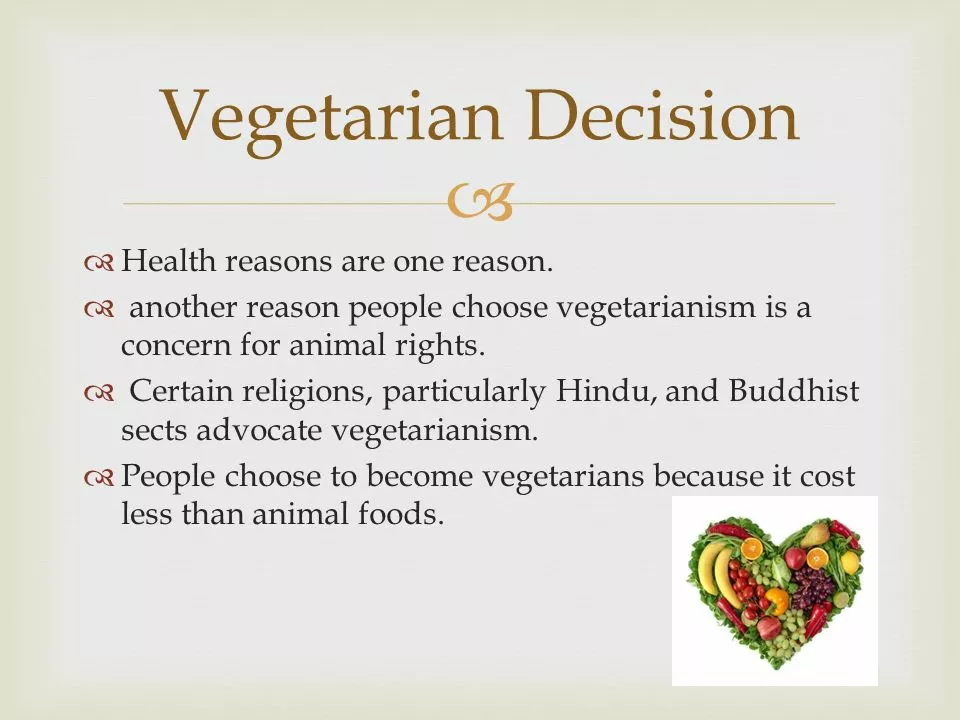 Vegetarian Decision
Health reasons are one reason.
another reason people choose vegetarianism is a
concern for animal rights.
Certain religions, particularly Hindu, and Buddhist
sects advocate vegetarianism.
People choose to become vegetarians because it cost
less than animal foods.